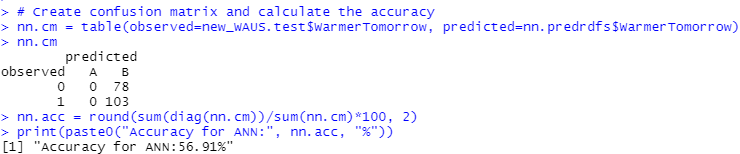 > # Create confusion matrix and calculate the accuracy
> nn.cm = table(observed=new_WAUS.test$WarmerTomorrow, predicted=nn.predrdfs$WarmerTomorrow)
> nn.cm
        predicted
observed   A   B
       0   0  78
       1   0 103
> nn.acc = round(sum(diag(nn.cm))/sum(nn.cm)*100, 2)
> print(paste0("Accuracy for ANN:", nn.acc, "%"))
[1] "Accuracy for ANN:56.91%"